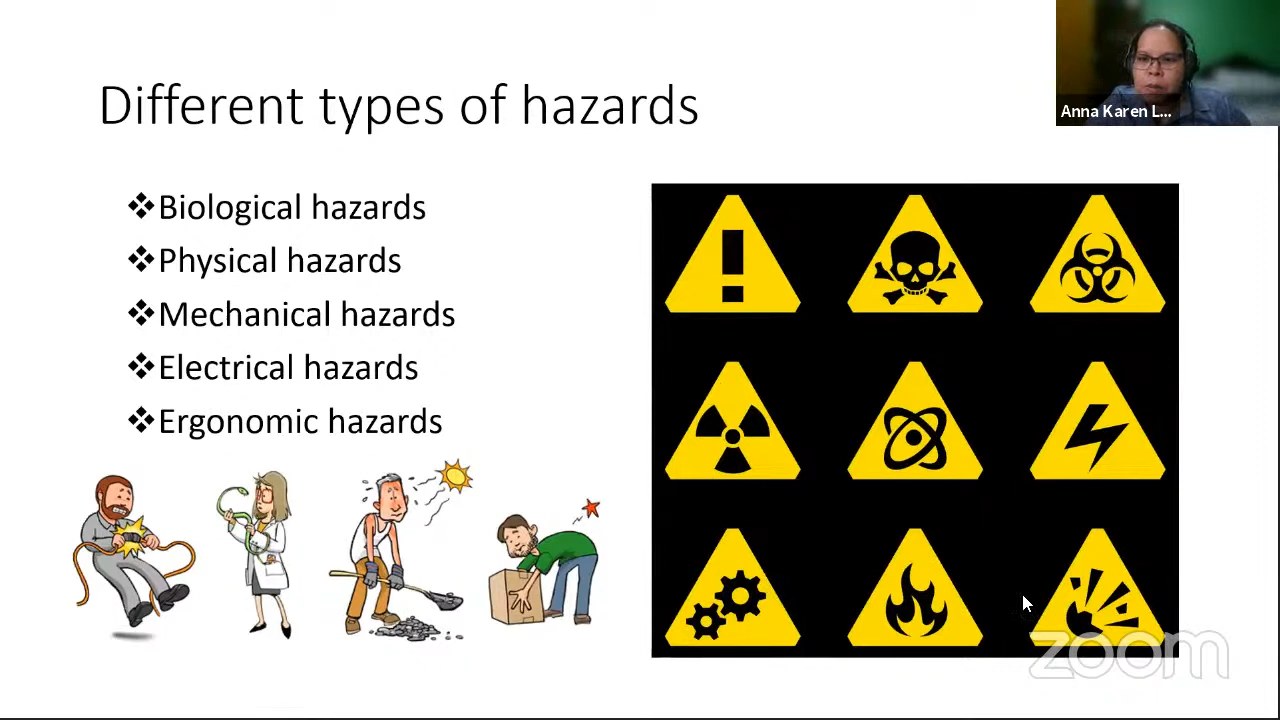 Different types of hazards
Anna Karen L...
❖Biological hazards
❖Physical hazards
❖Mechanical hazards
❖Electrical hazards
❖Ergonomic hazards
zoom